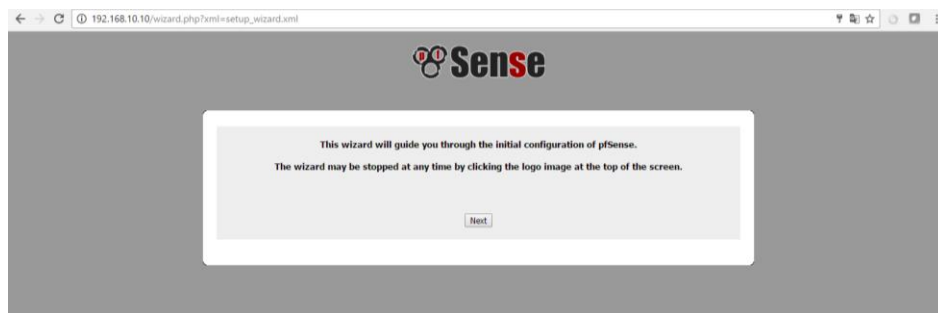 192.168.10.10/wizard.php?xml=setup_wizard.xml
Sense
This wizard will guide you through the initial configuration of pfSense.
The wizard may be stopped at any time by clicking the logo image at the top of the screen.
Next